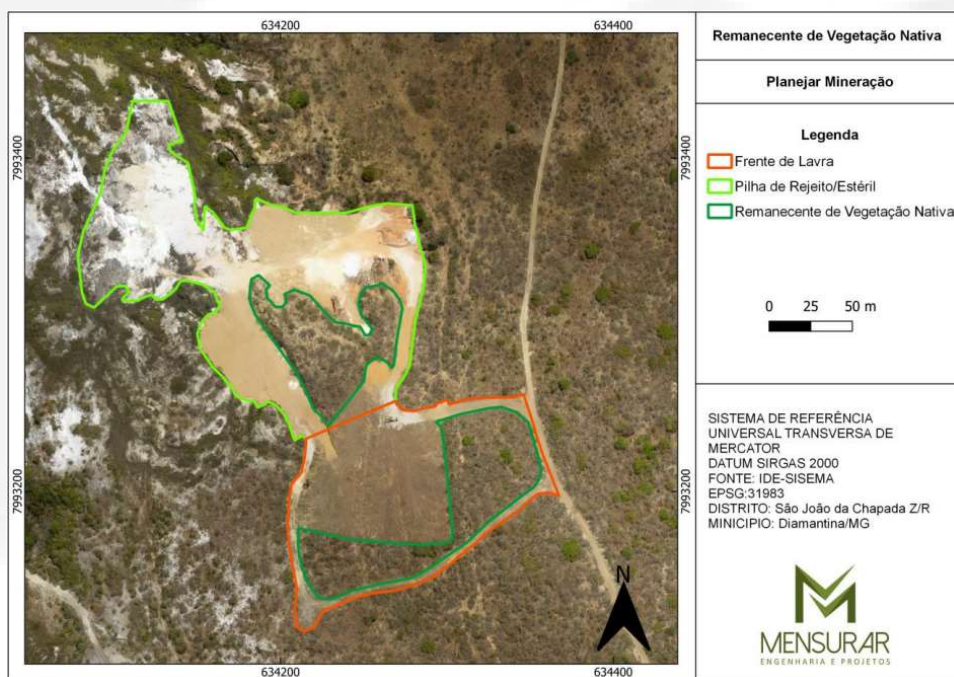 634200
634400
7993400
7993200
N
634200
634400
7993400
7993200
Remanecente de Vegetação Nativa
Planejar Mineração
Legenda
Frente de Lavra
Pilha de Rejeito/Estéril
Remanecente de Vegetação Nativa
0 25 50 m
SISTEMA DE REFERÊNCIA
UNIVERSAL TRANSVERSA DE
MERCATOR
DATUM SIRGAS 2000
FONTE: IDE-SISEMA
EPSG:31983
DISTRITO: São João da Chapada Z/R
MINICIPIO: Diamantina/MG
MENSURAR
ENGENHARIA E PROJETOS